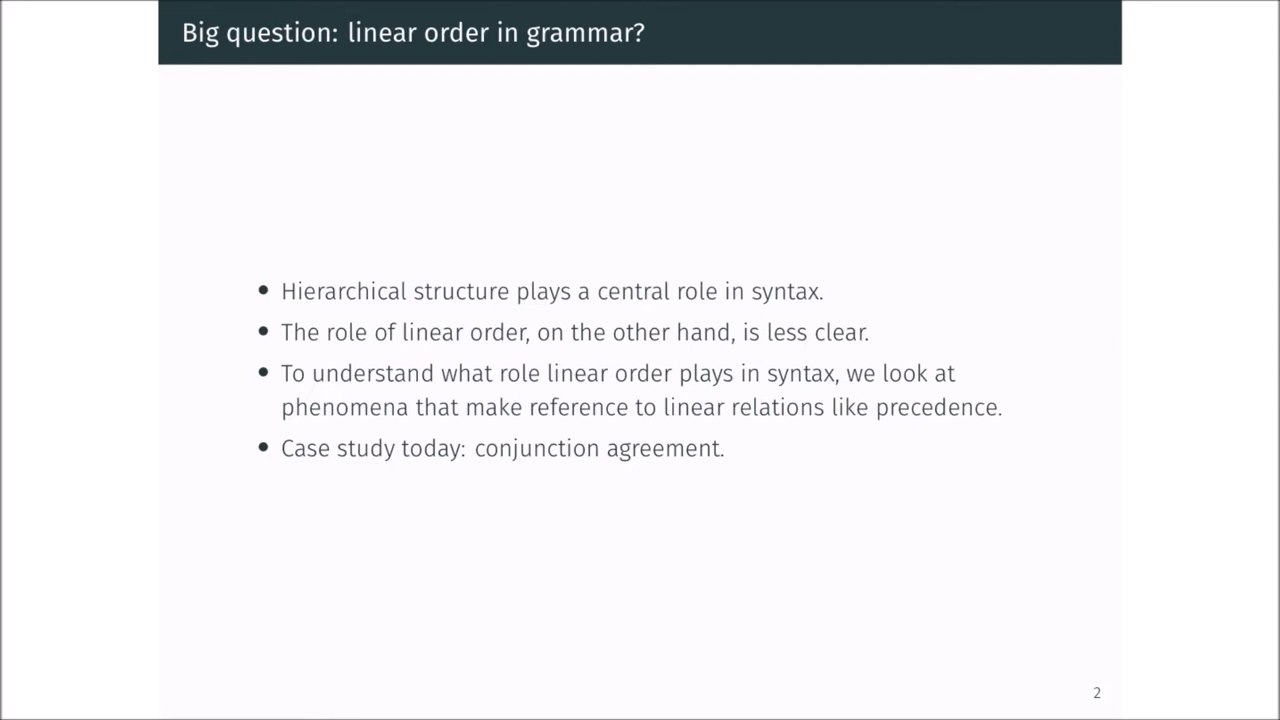 Big question: linear order in grammar?
• Hierarchical structure plays a central role in syntax.
• The role of linear order, on the other hand, is less clear.
• To understand what role linear order plays in syntax, we look at
phenomena that make reference to linear relations like precedence.
• Case study today: conjunction agreement.
2